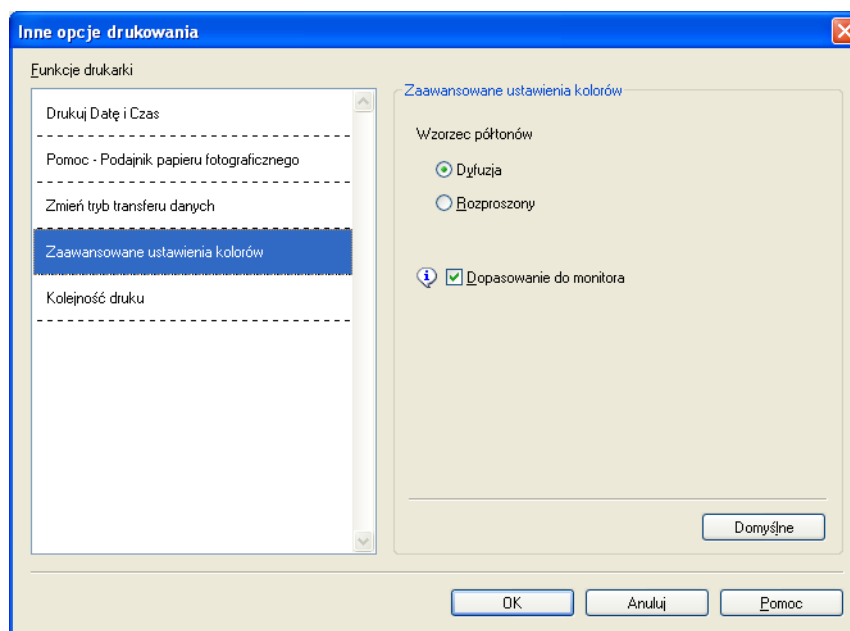 Inne opcje drukowania
Funkcje drukarki
Drukuj Datę i Czas
Pomoc - Podajnik papieru fotograficznego
Zmień tryb transferu danych
Zaawansowane ustawienia kolorów
Kolejność druku
Zaawansowane ustawienia kolorów
Wzorzec półtonów
Dyfuzja
Rozproszony
Dopasowanie do monitora
Domyślne
OK
Anuluj
Pomoc